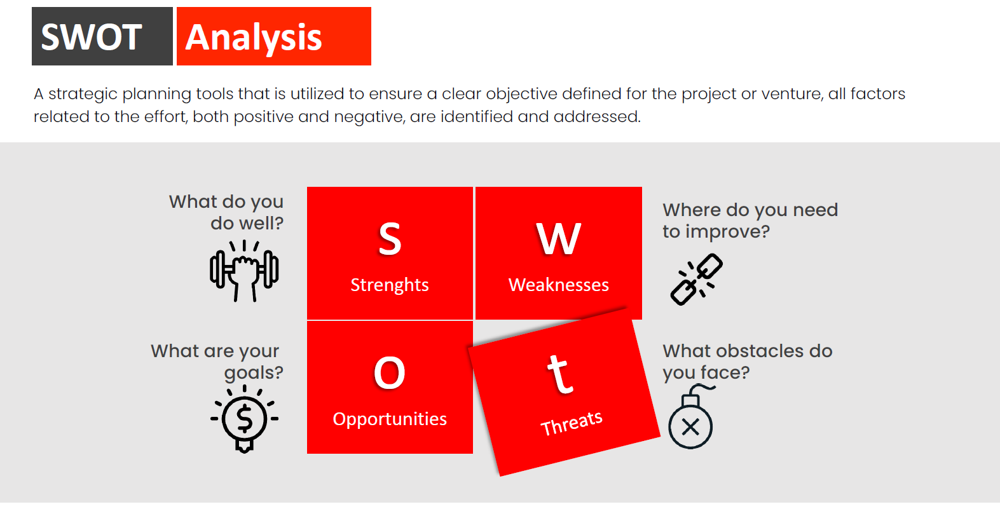 SWOT Analysis
A strategic planning tools that is utilized to ensure a clear objective defined for the project or venture, all factors
related to the effort, both positive and negative, are identified and addressed.
What do you
do well?
S
Strenghts
W
Weaknesses
Where do you need
to improve?
What are your
goals?
$
O
Opportunities
t
Threats
What obstacles do
you face?